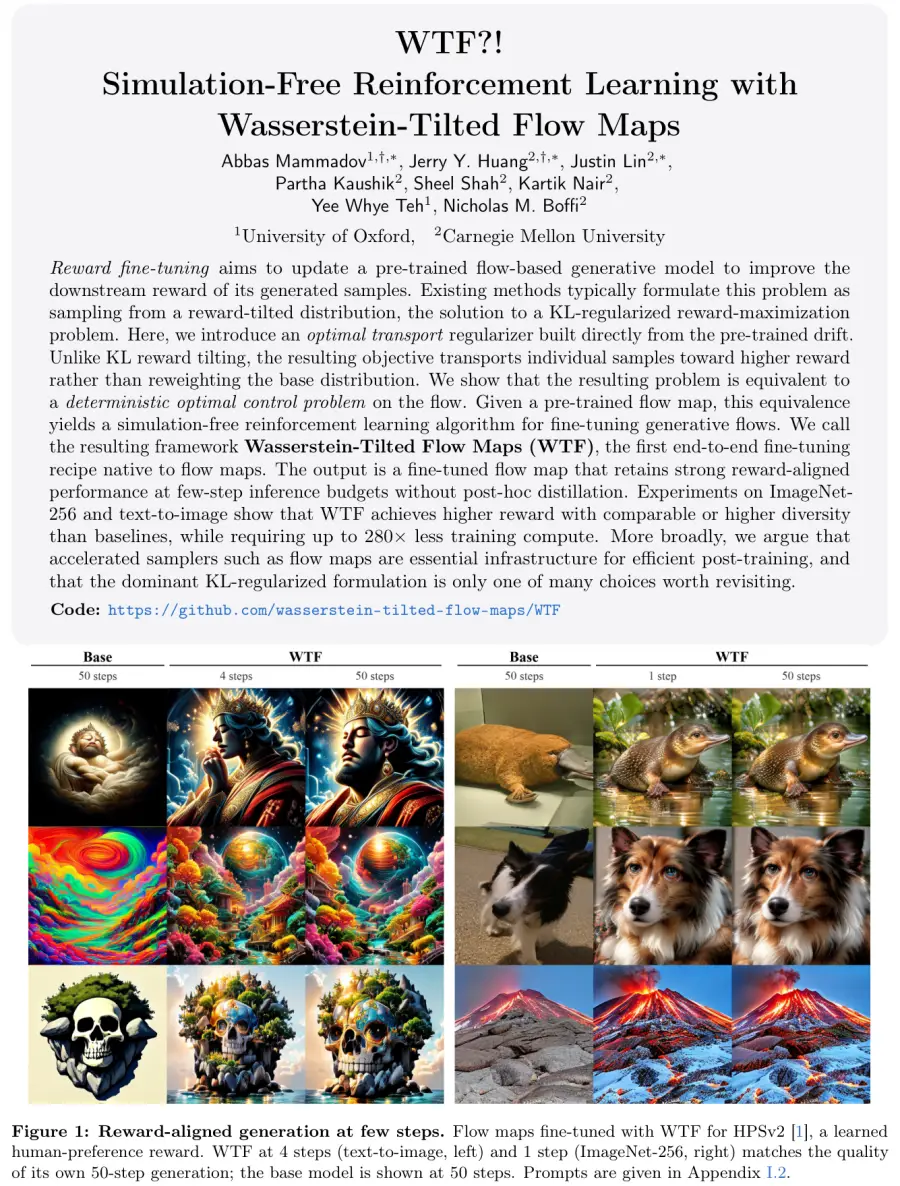 WTF?!
Simulation-Free Reinforcement Learning with
Wasserstein-Tilted Flow Maps
Abbas Mammadov1,†,∗, Jerry Y. Huang2,†,∗, Justin Lin2,∗,
Partha Kaushik2, Sheel Shah2, Kartik Nair2,
Yee Whye Teh1, Nicholas M. Boffi2
1University of Oxford, 2Carnegie Mellon University
Reward fine-tuning aims to update a pre-trained flow-based generative model to improve the
downstream reward of its generated samples. Existing methods typically formulate this problem as
sampling from a reward-tilted distribution, the solution to a KL-regularized reward-maximization
problem. Here, we introduce an optimal transport regularizer built directly from the pre-trained drift.
Unlike KL reward tilting, the resulting objective transports individual samples toward higher reward
rather than reweighting the base distribution. We show that the resulting problem is equivalent to
a deterministic optimal control problem on the flow. Given a pre-trained flow map, this equivalence
yields a simulation-free reinforcement learning algorithm for fine-tuning generative flows. We call
the resulting framework Wasserstein-Tilted Flow Maps (WTF), the first end-to-end fine-tuning
recipe native to flow maps. The output is a fine-tuned flow map that retains strong reward-aligned
performance at few-step inference budgets without post-hoc distillation. Experiments on ImageNet-
256 and text-to-image show that WTF achieves higher reward with comparable or higher diversity
than baselines, while requiring up to 280× less training compute. More broadly, we argue that
accelerated samplers such as flow maps are essential infrastructure for efficient post-training, and
that the dominant KL-regularized formulation is only one of many choices worth revisiting.
Code: https://github.com/wasserstein-tilted-flow-maps/WTF
Base WTF Base WTF
50 steps 4 steps 50 steps 50 steps 1 step 50 steps
Figure 1: Reward-aligned generation at few steps. Flow maps fine-tuned with WTF for HPSv2 [1], a learned
human-preference reward. WTF at 4 steps (text-to-image, left) and 1 step (ImageNet-256, right) matches the quality
of its own 50-step generation; the base model is shown at 50 steps. Prompts are given in Appendix I.2.